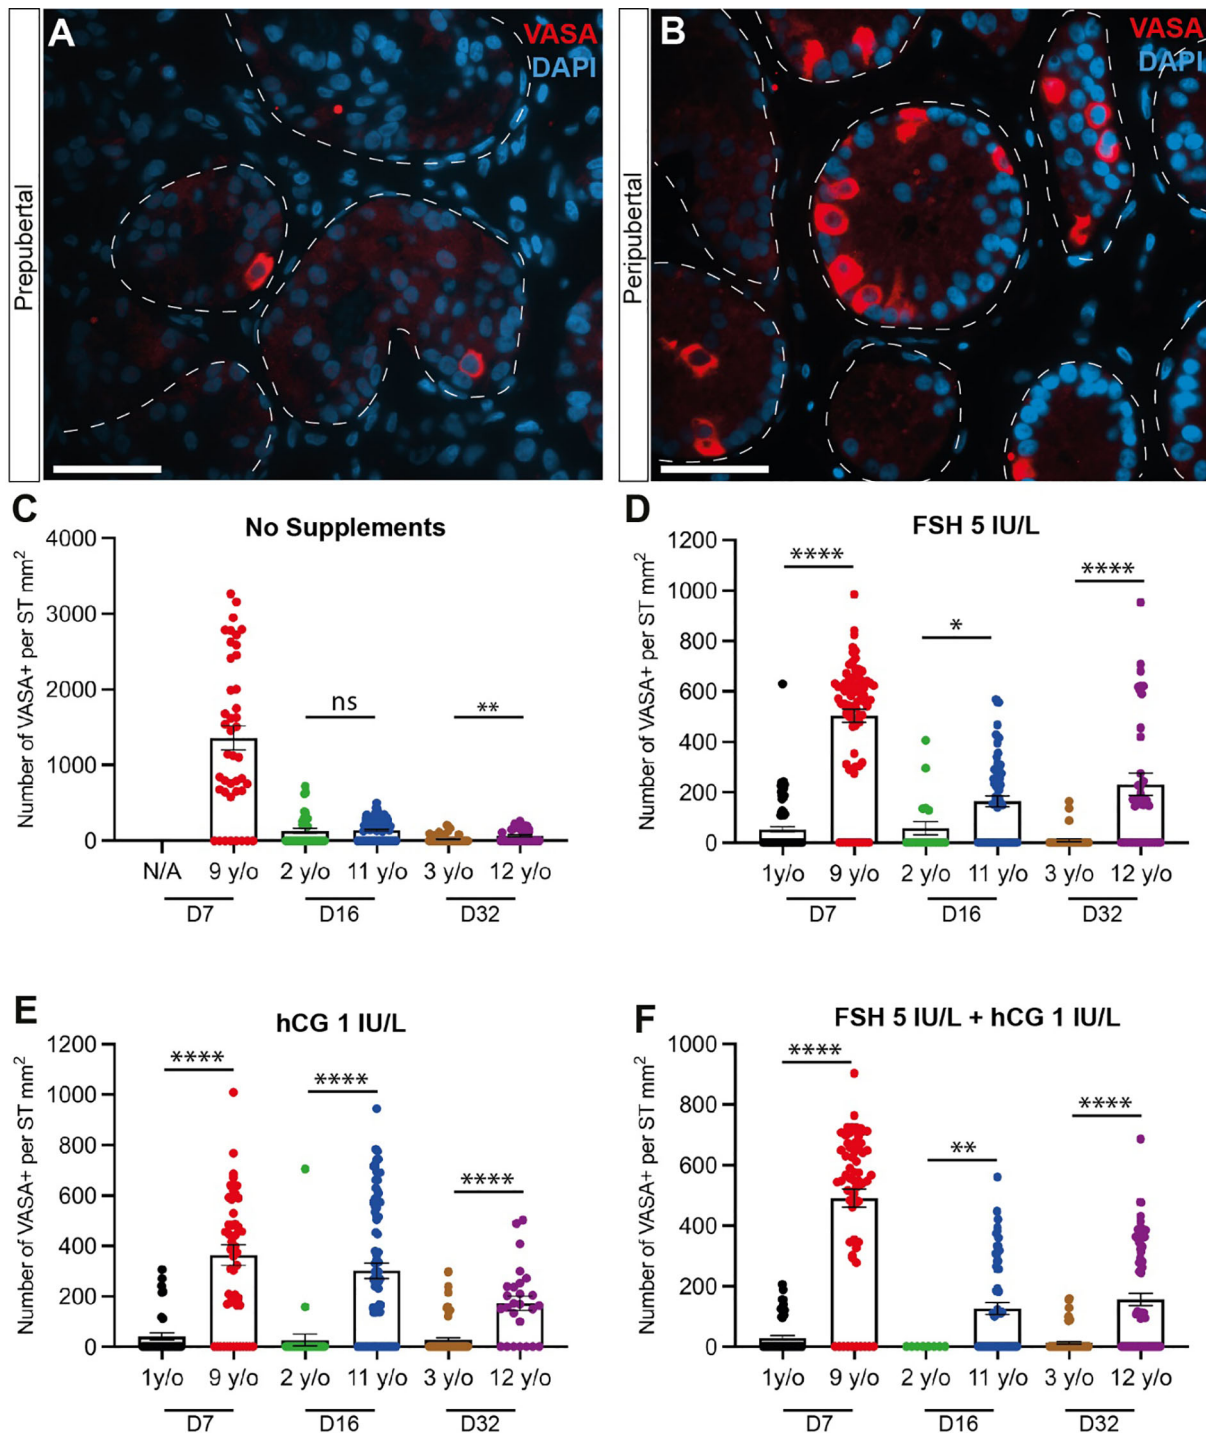 A
VASA
DAPI
Prepubertal
B
VASA
DAPI
Peripubertal
C
No Supplements
Number of VASA+ per ST mm²
4000
3000
2000
1000
0
ns
**
N/A 9 y/o 2 y/o 11 y/o 3 y/o 12 y/o
D7 D16 D32
D
FSH 5 IU/L
Number of VASA+ per ST mm²
1200
1000
800
600
400
200
0
****
*
****
1y/o 9 y/o 2 y/o 11 y/o 3 y/o 12 y/o
D7 D16 D32
E
hCG 1 IU/L
Number of VASA+ per ST mm²
1200
1000
800
600
400
200
0
****
****
****
1y/o 9 y/o 2 y/o 11 y/o 3 y/o 12 y/o
D7 D16 D32
F
FSH 5 IU/L + hCG 1 IU/L
Number of VASA+ per ST mm²
1000
800
600
400
200
0
****
**
****
1y/o 9 y/o 2 y/o 11 y/o 3 y/o 12 y/o
D7 D16 D32